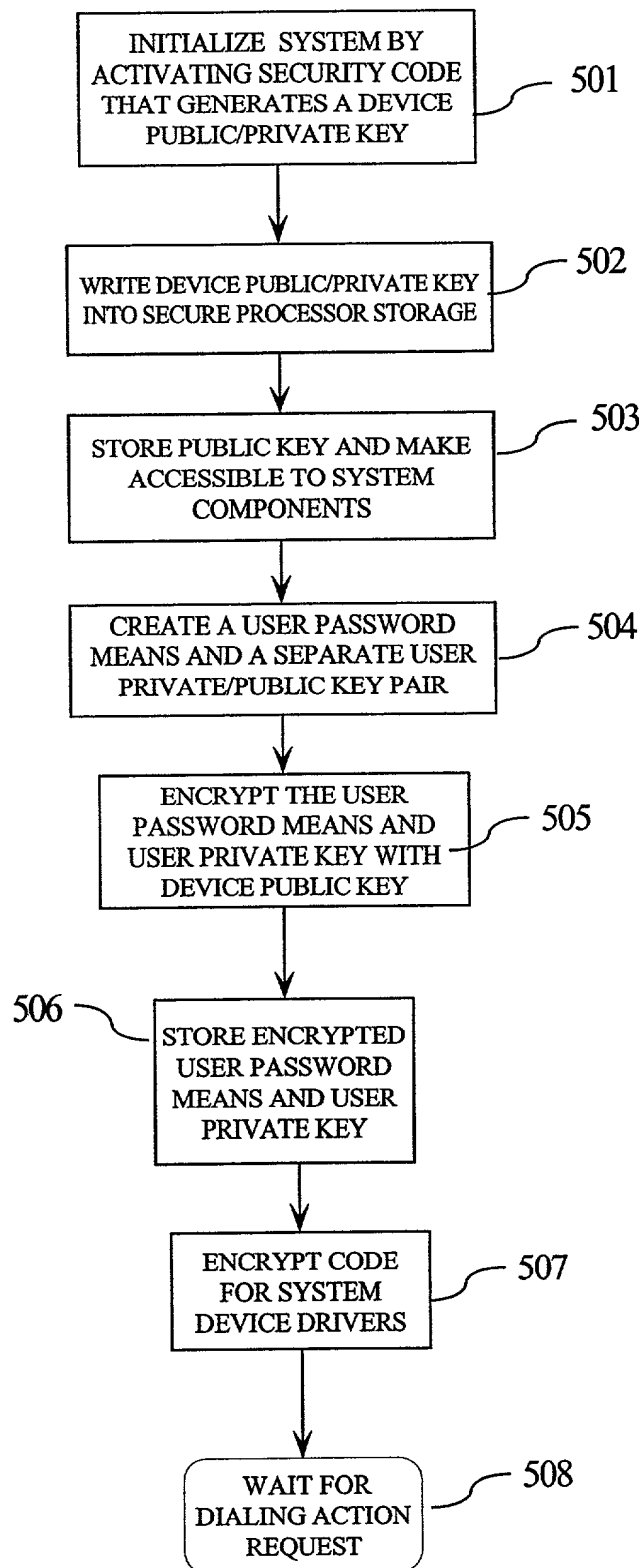 INITIALIZE SYSTEM BY
ACTIVATING SECURITY CODE
THAT GENERATES A DEVICE
PUBLIC/PRIVATE KEY
501
WRITE DEVICE PUBLIC/PRIVATE KEY
INTO SECURE PROCESSOR STORAGE
502
STORE PUBLIC KEY AND MAKE
ACCESSIBLE TO SYSTEM
COMPONENTS
503
CREATE A USER PASSWORD
MEANS AND A SEPARATE USER
PRIVATE/PUBLIC KEY PAIR
504
ENCRYPT THE USER
PASSWORD MEANS AND
USER PRIVATE KEY WITH
DEVICE PUBLIC KEY
505
506
STORE ENCRYPTED
USER PASSWORD
MEANS AND USER
PRIVATE KEY
ENCRYPT CODE
FOR SYSTEM
DEVICE DRIVERS
507
WAIT FOR
DIALING ACTION
REQUEST
508